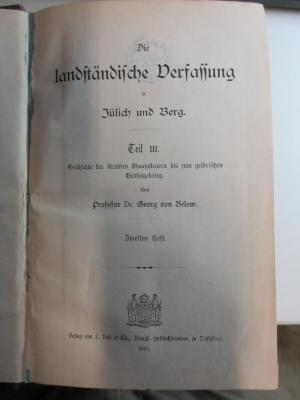 Die
landständische Verfassung
in
Jülich und Berg.
Teil III.
Geschichte der direkten Staatssteuern bis zum geldrischen
Erbfolgekrieg.
Von
Professor Dr. Georg von Below.
Zweites Heft.
Verlag von L. Voß & Co., Königl. Hofbuchdruckern in Düsseldorf.
1891.